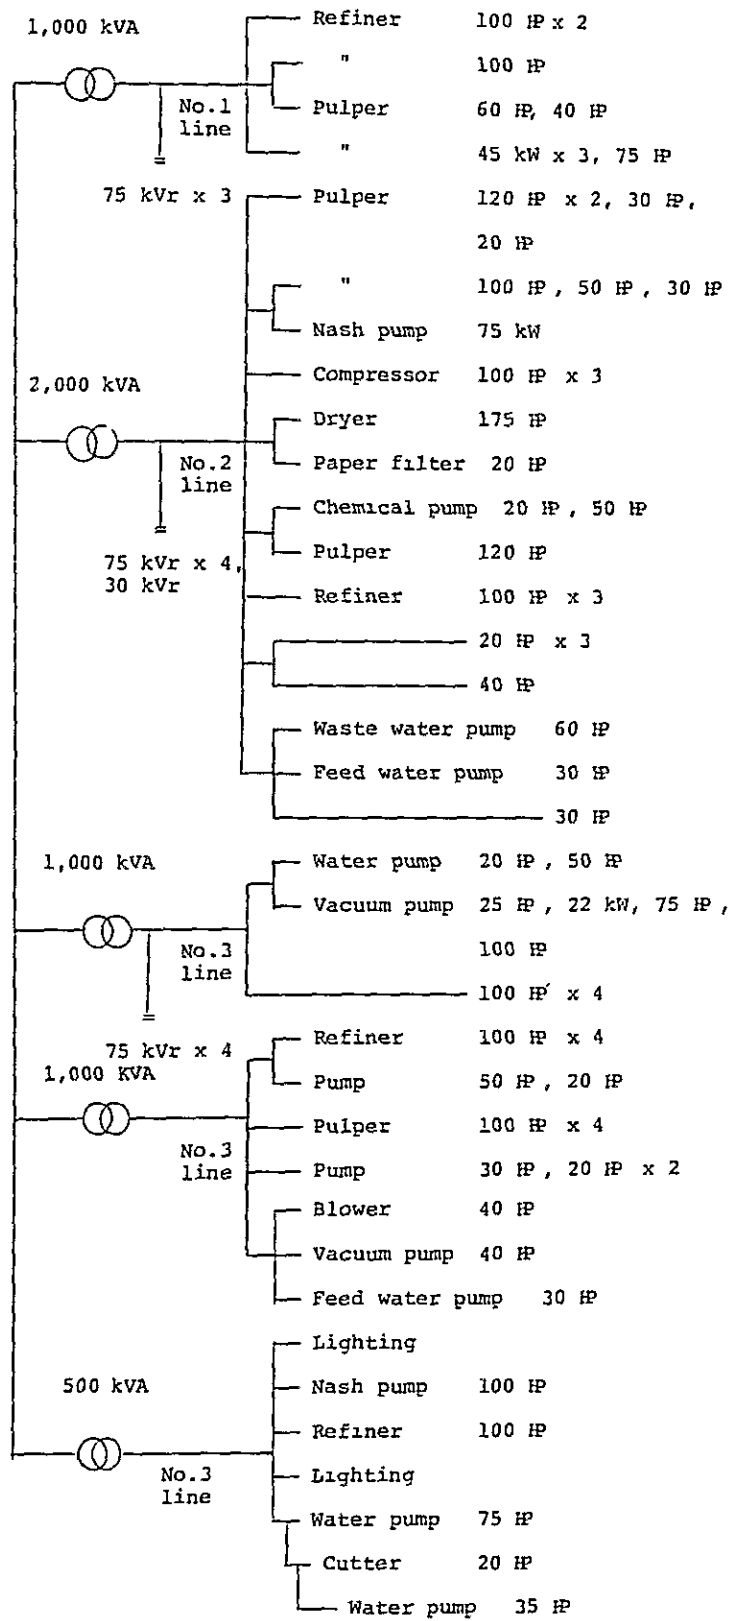 1,000 kVA
Refiner 100 HP x 2
" 100 HP
No.1 line
Pulper 60 HP, 40 HP
" 45 kW x 3, 75 HP
75 kVr x 3
Pulper 120 HP x 2, 30 HP,
20 HP
" 100 HP, 50 HP, 30 HP
Nash pump 75 kW
2,000 kVA
Compressor 100 HP x 3
Dryer 175 HP
No.2 line
Paper filter 20 HP
Chemical pump 20 HP, 50 HP
75 kVr x 4,
30 kVr
Pulper 120 HP
Refiner 100 HP x 3
20 HP x 3
40 HP
Waste water pump 60 HP
Feed water pump 30 HP
30 HP
1,000 kVA
Water pump 20 HP, 50 HP
Vacuum pump 25 HP, 22 kW, 75 HP,
100 HP
No.3 line
100 HP x 4
75 kVr x 4
1,000 KVA
Refiner 100 HP x 4
Pump 50 HP, 20 HP
No.3 line
Pulper 100 HP x 4
Pump 30 HP, 20 HP x 2
Blower 40 HP
Vacuum pump 40 HP
Feed water pump 30 HP
500 kVA
Lighting
Nash pump 100 HP
Refiner 100 HP
No.3 line
Lighting
Water pump 75 HP
Cutter 20 HP
Water pump 35 HP